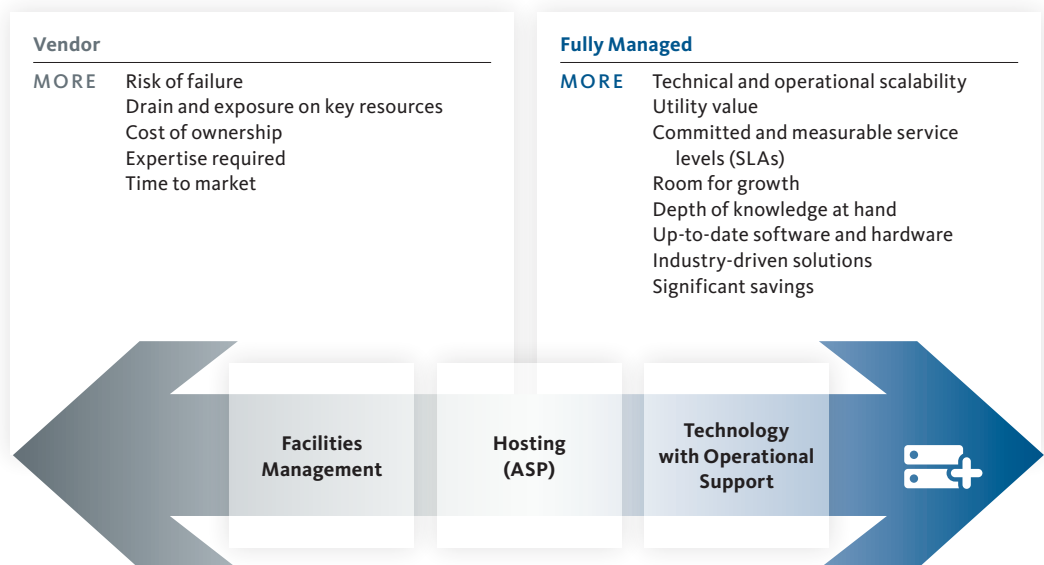 Vendor
MORE Risk of failure
Drain and exposure on key resources
Cost of ownership
Expertise required
Time to market
Fully Managed
MORE Technical and operational scalability
Utility value
Committed and measurable service
levels (SLAs)
Room for growth
Depth of knowledge at hand
Up-to-date software and hardware
Industry-driven solutions
Significant savings
Facilities
Management
Hosting
(ASP)
Technology
with Operational
Support